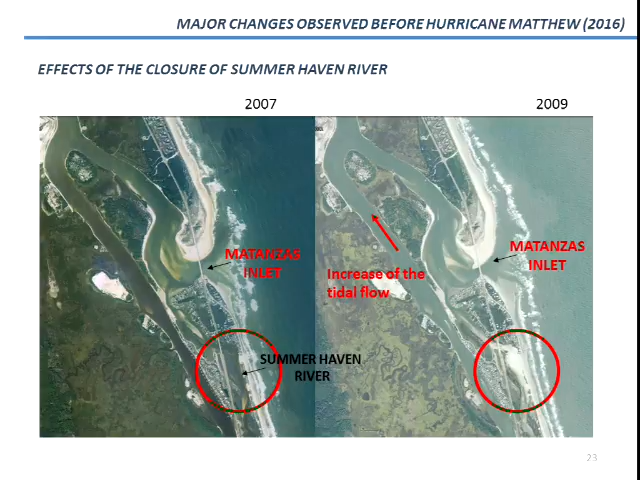 MAJOR CHANGES OBSERVED BEFORE HURRICANE MATTHEW (2016)
EFFECTS OF THE CLOSURE OF SUMMER HAVEN RIVER
2007
2009
MATANZAS
INLET
MATANZAS
INLET
Increase of the
tidal flow
SUMMER HAVEN
RIVER
23